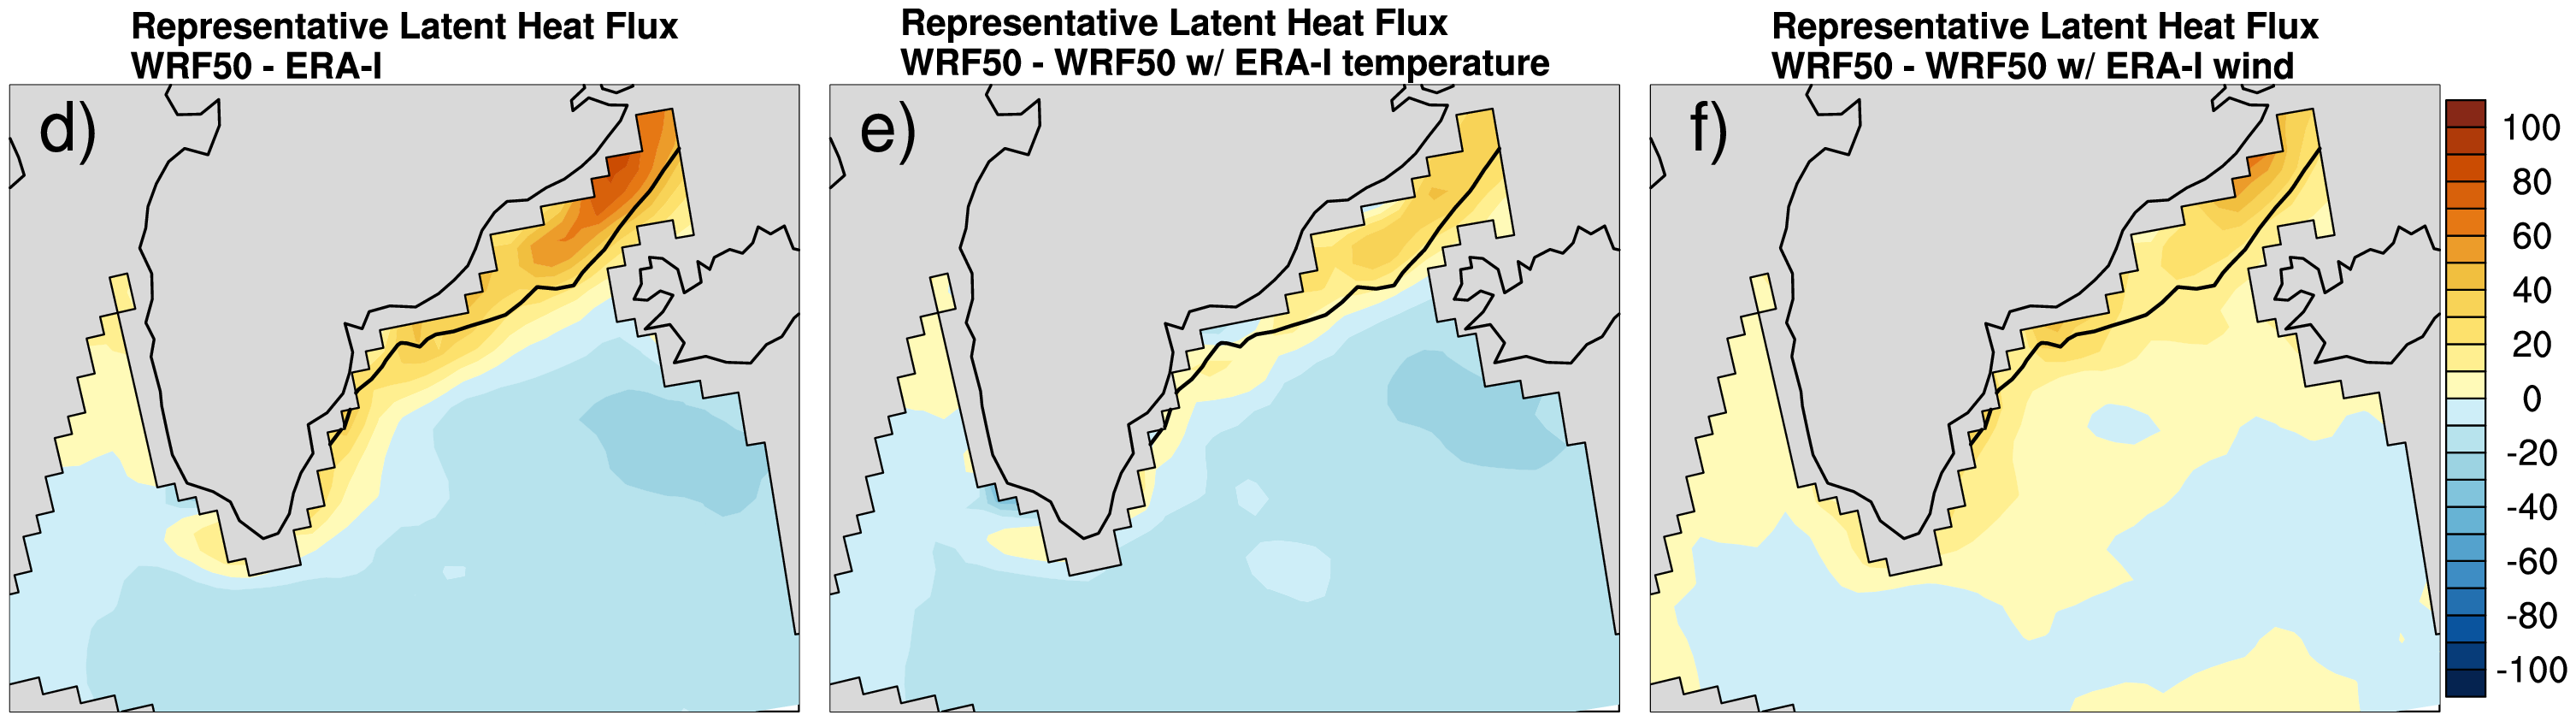 Representative Latent Heat Flux
WRF50 - ERA-I
Representative Latent Heat Flux
WRF50 - WRF50 w/ ERA-I temperature
Representative Latent Heat Flux
WRF50 - WRF50 w/ ERA-I wind
d)
e)
f)
100
80
60
40
20
0
-20
-40
-60
-80
-100